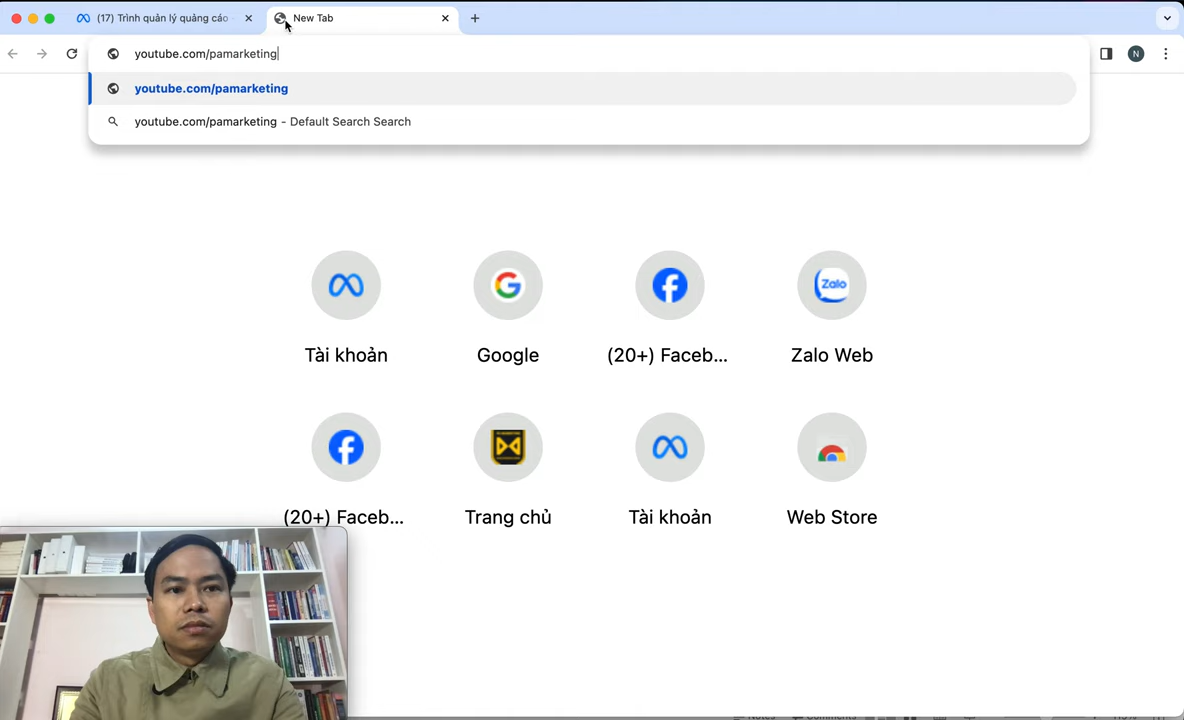 (17) Trình quản lý quảng cáo
New Tab
youtube.com/pamarketing
N
youtube.com/pamarketing
youtube.com/pamarketing - Default Search Search
Zalo
Tài khoản
Google
(20+) Faceb...
Zalo Web
(20+) Faceb...
Trang chủ
Tài khoản
Web Store